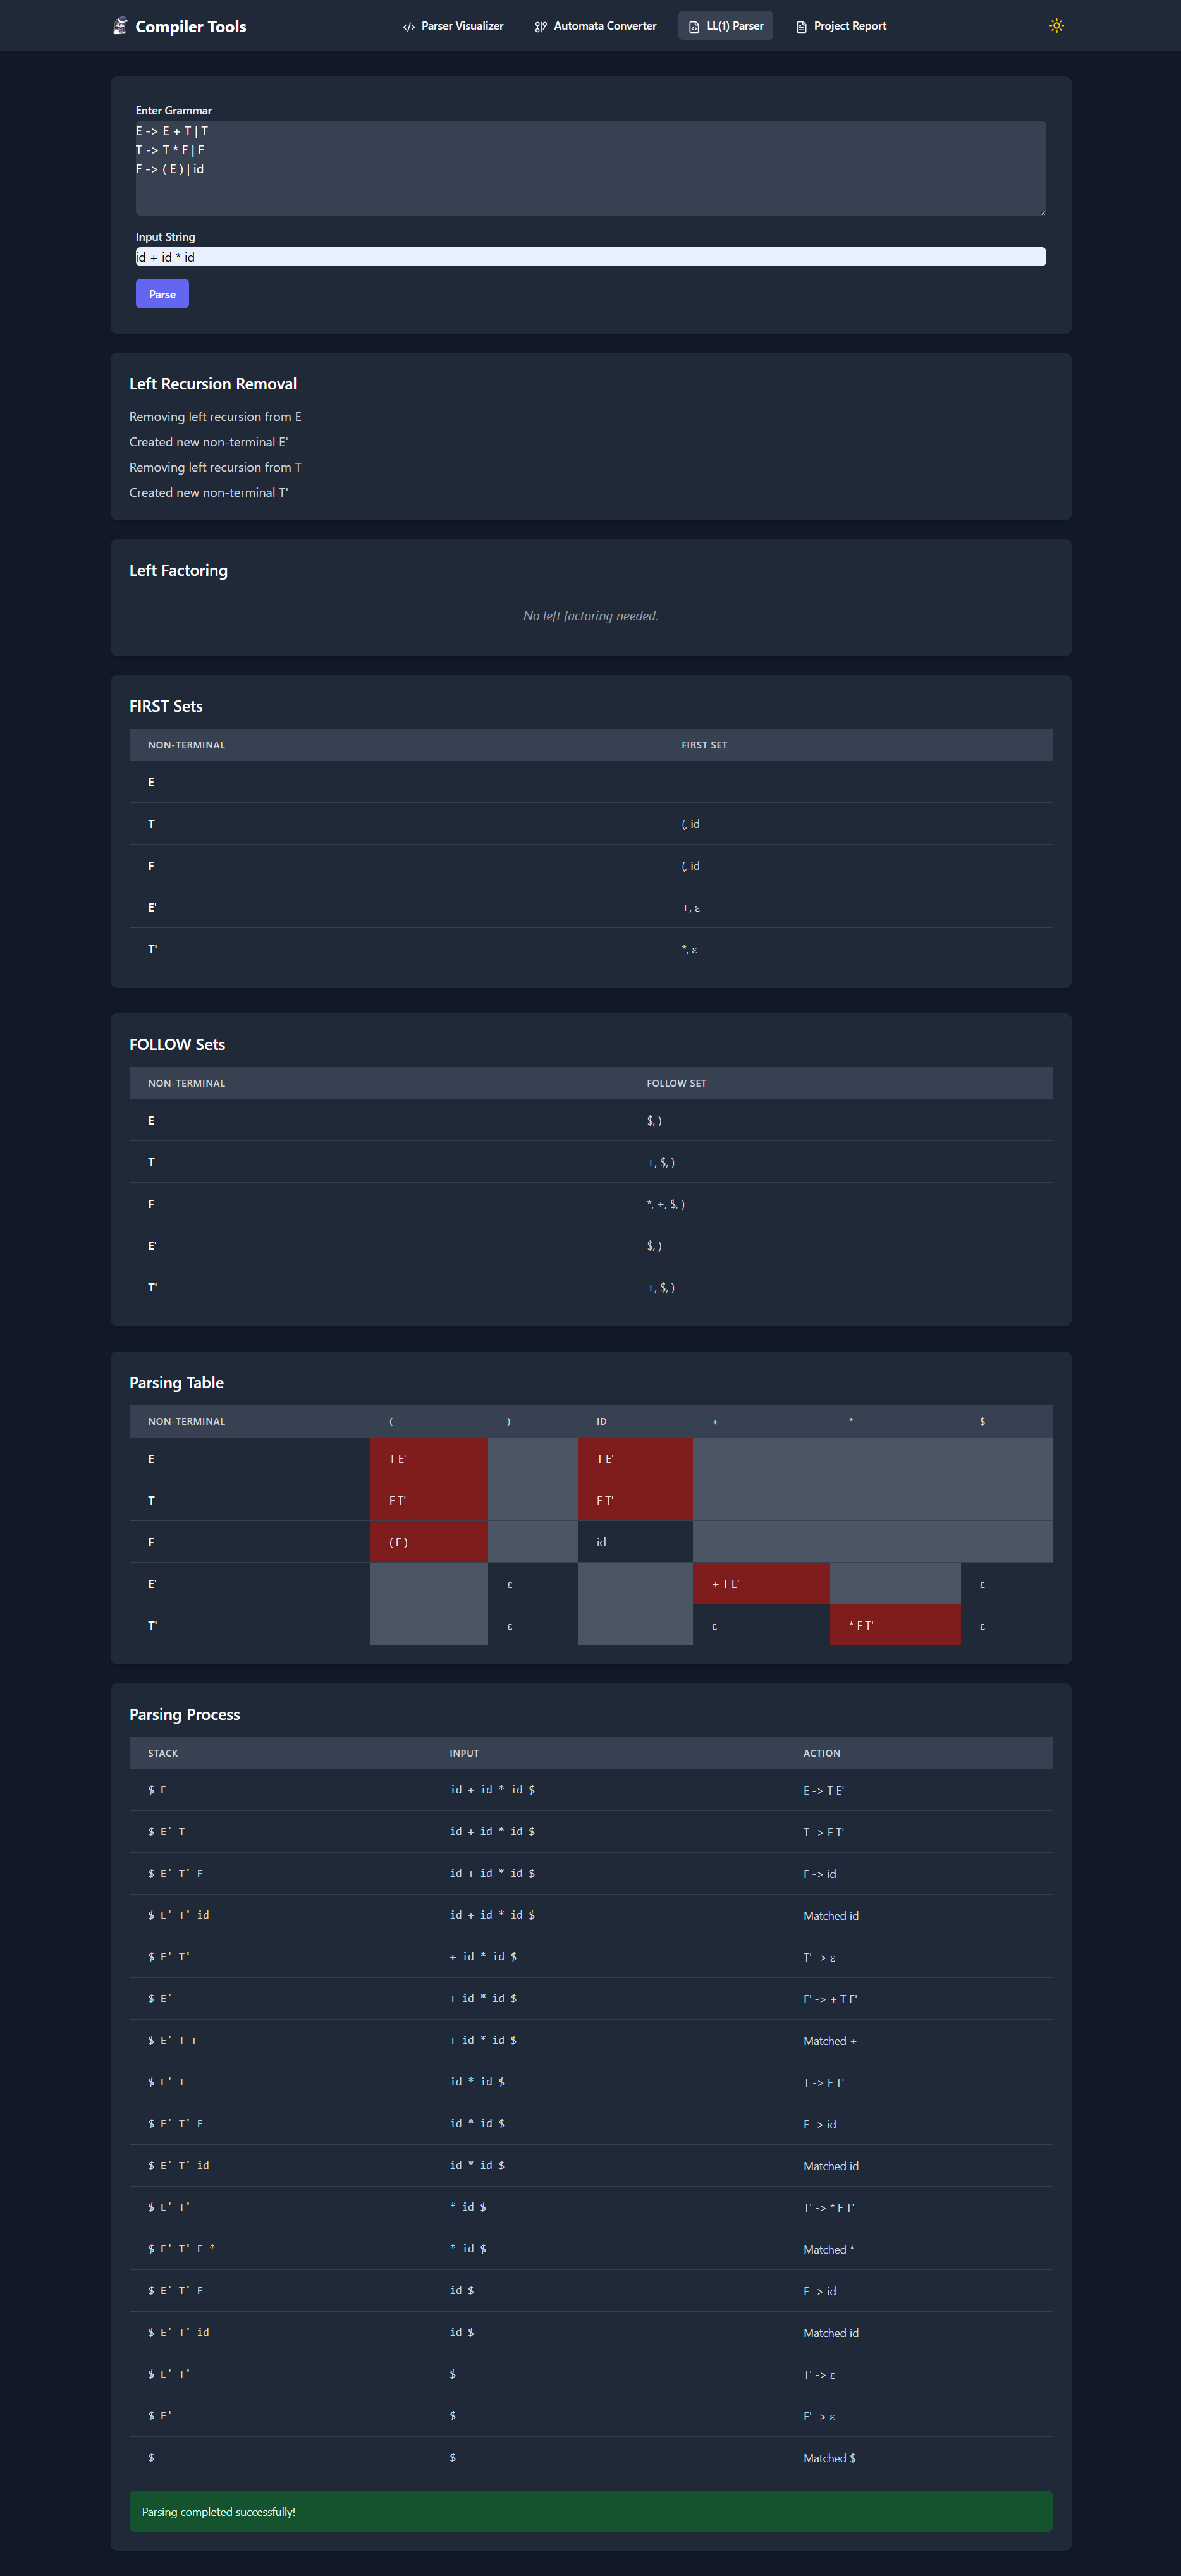 Compiler Tools Parser Visualizer Automata Converter LL(1) Parser Project Report
Enter Grammar
E -> E + T | T
T -> T * F | F
F -> ( E ) | id
Input String
id + id * id
Parse
Left Recursion Removal
Removing left recursion from E
Created new non-terminal E'
Removing left recursion from T
Created new non-terminal T'
Left Factoring
No left factoring needed.
FIRST Sets
NON-TERMINAL FIRST SET
E
T (, id
F (, id
E' +, ε
T' *, ε
FOLLOW Sets
NON-TERMINAL FOLLOW SET
E $, )
T +, $, )
F *, +, $, )
E' $, )
T' +, $, )
Parsing Table
NON-TERMINAL ( ) ID + * $
E T E' T E'
T F T' F T'
F ( E ) id
E' ε + T E' ε
T' ε ε * F T' ε
Parsing Process
STACK INPUT ACTION
$ E id + id * id $ E -> T E'
$ E' T id + id * id $ T -> F T'
$ E' T' F id + id * id $ F -> id
$ E' T' id id + id * id $ Matched id
$ E' T' + id * id $ T' -> ε
$ E' + id * id $ E' -> + T E'
$ E' T + + id * id $ Matched +
$ E' T id * id $ T -> F T'
$ E' T' F id * id $ F -> id
$ E' T' id id * id $ Matched id
$ E' T' * id $ T' -> * F T'
$ E' T' F * * id $ Matched *
$ E' T' F id $ F -> id
$ E' T' id id $ Matched id
$ E' T' $ T' -> ε
$ E' $ E' -> ε
$ $ Matched $
Parsing completed successfully!